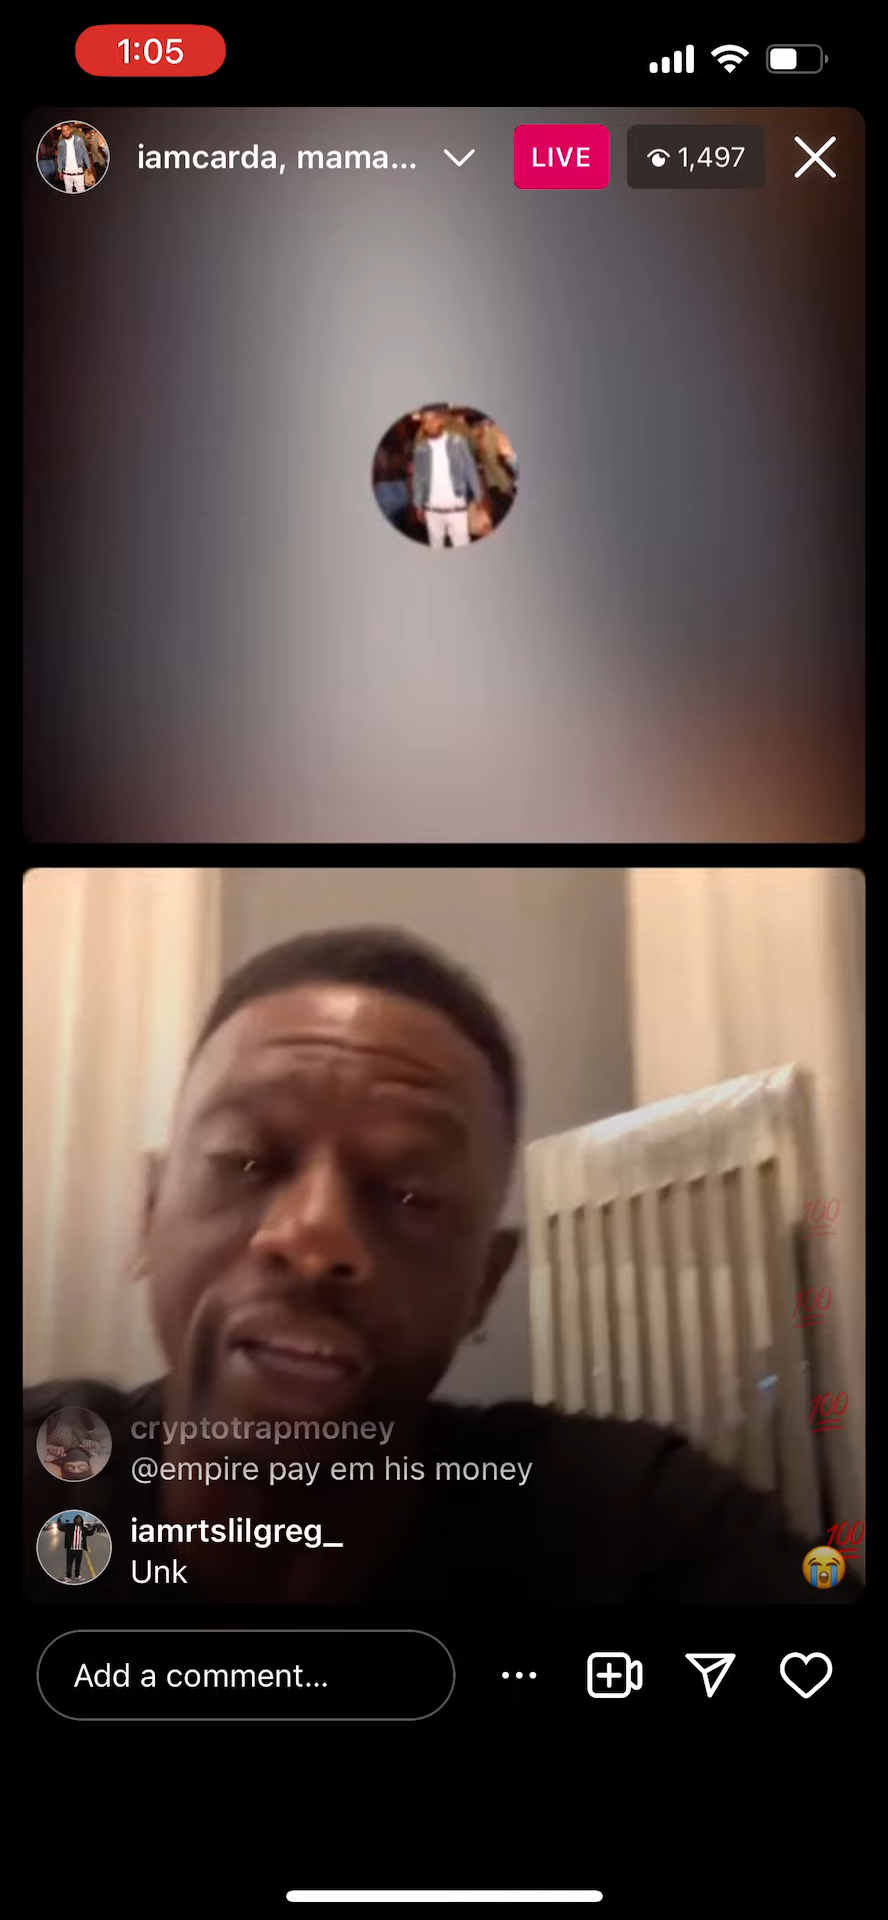 1:05
iamcarda, mama... LIVE 1,497
cryptotrapmoney
@empire pay em his money
iamrtslilgreg_
Unk
100
100
100
100
Add a comment...